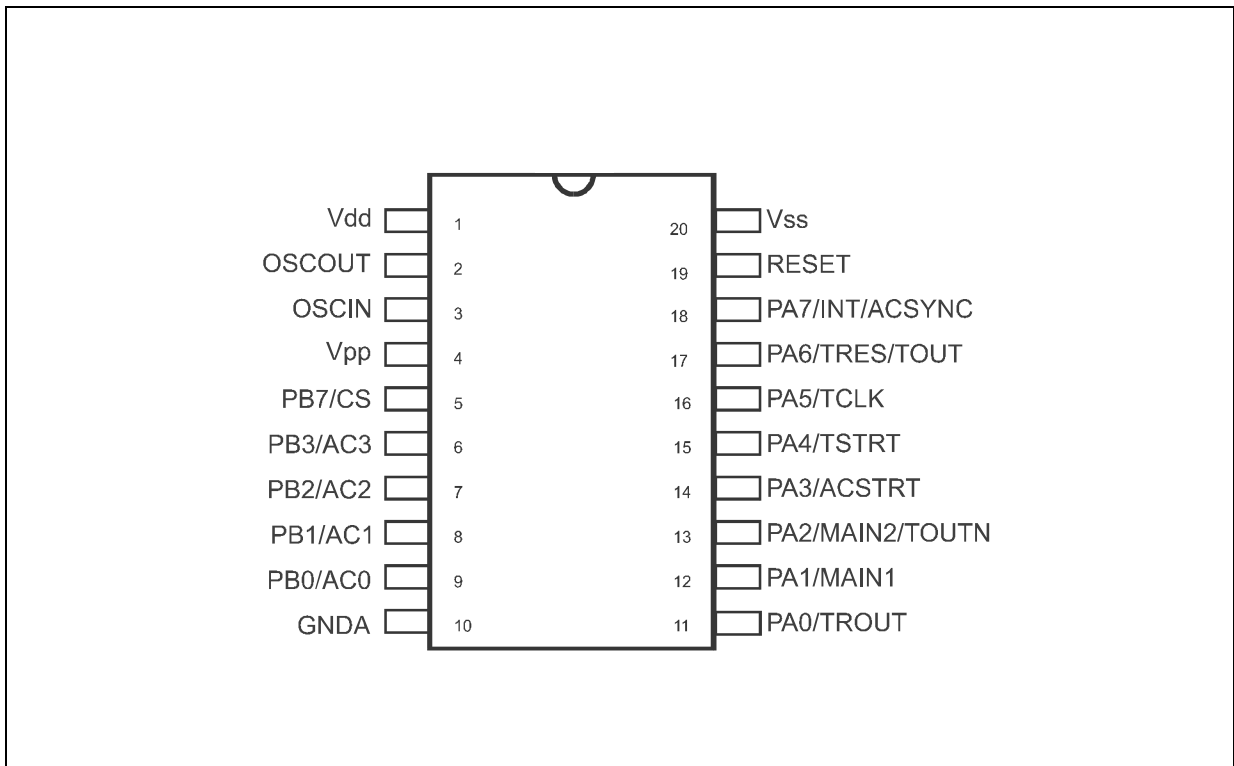 Vdd 1 20 Vss
OSCOUT 2 19 RESET
OSCIN 3 18 PA7/INT/ACSYNC
Vpp 4 17 PA6/TRES/TOUT
PB7/CS 5 16 PA5/TCLK
PB3/AC3 6 15 PA4/TSTRT
PB2/AC2 7 14 PA3/ACSTRT
PB1/AC1 8 13 PA2/MAIN2/TOUTN
PB0/AC0 9 12 PA1/MAIN1
GNDA 10 11 PA0/TROUT